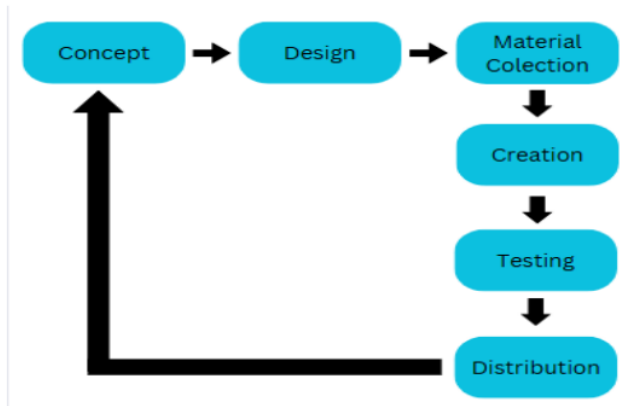 Concept
Design
Material
Colection
Creation
Testing
Distribution